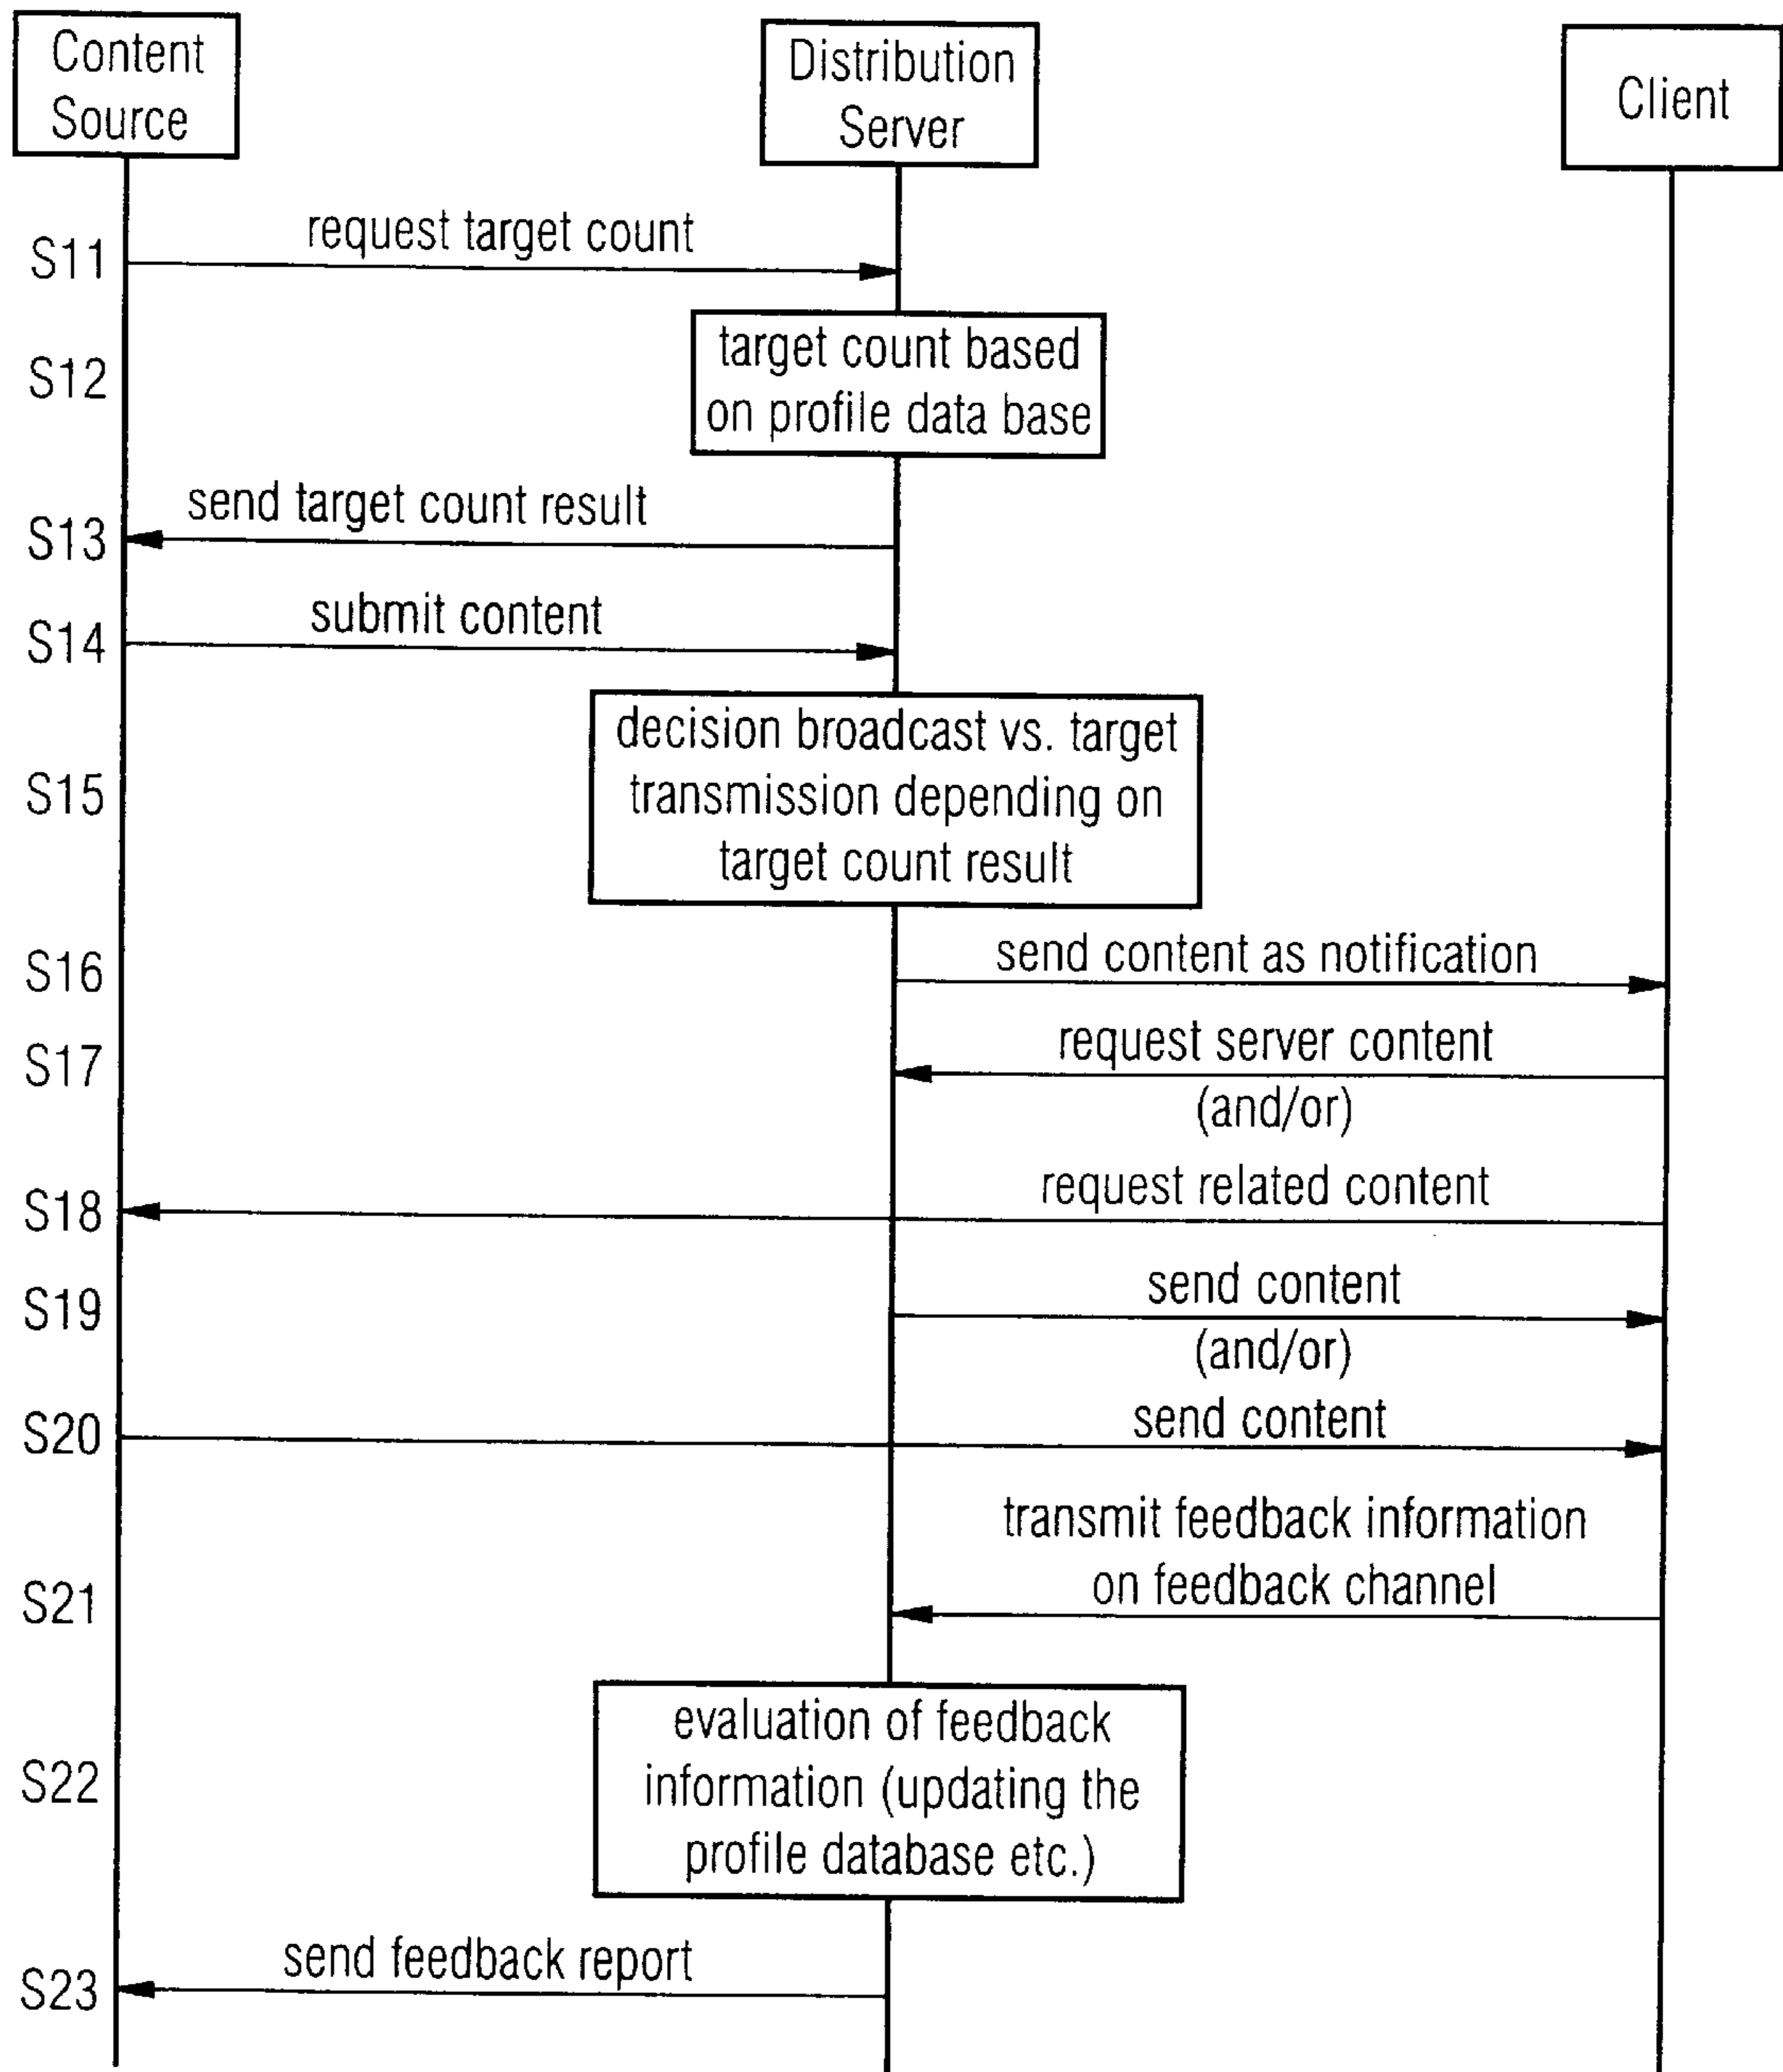 Content
Source
Distribution
Server
Client
S11
request target count
S12
target count based
on profile data base
S13
send target count result
S14
submit content
S15
decision broadcast vs. target
transmission depending on
target count result
S16
send content as notification
S17
request server content
(and/or)
S18
request related content
S19
send content
(and/or)
S20
send content
transmit feedback information
on feedback channel
S21
S22
evaluation of feedback
information (updating the
profile database etc.)
S23
send feedback report